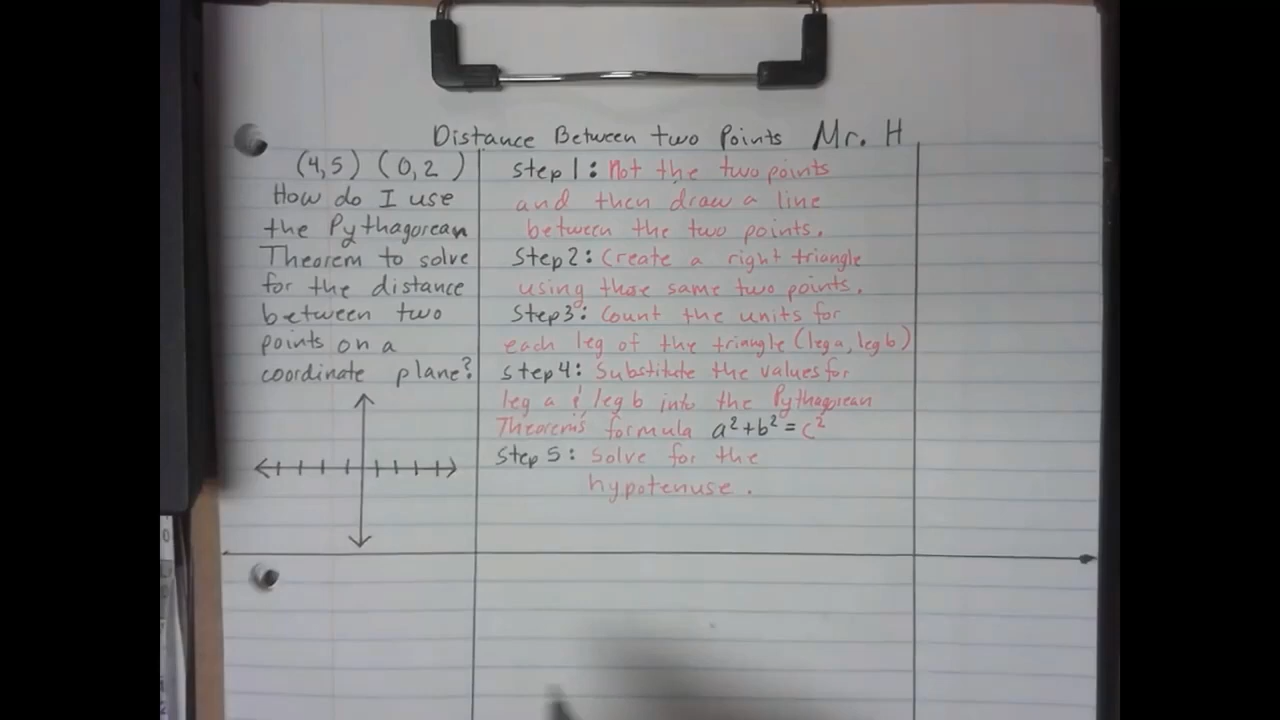 Distance Between two Points Mr. H
(4,5) (0,2)
How do I use
the Pythagorean
Theorem to solve
for the distance
between two
points on a
coordinate plane?
Step 1: Plot the two points
and then draw a line
between the two points.
Step 2: Create a right triangle
using those same two points.
Step 3: Count the units for
each leg of the triangle (leg a, leg b)
Step 4: Substitute the values for
leg a & leg b into the Pythagorean
Theorem's formula a²+b²=c²
Step 5: Solve for the
hypotenuse.